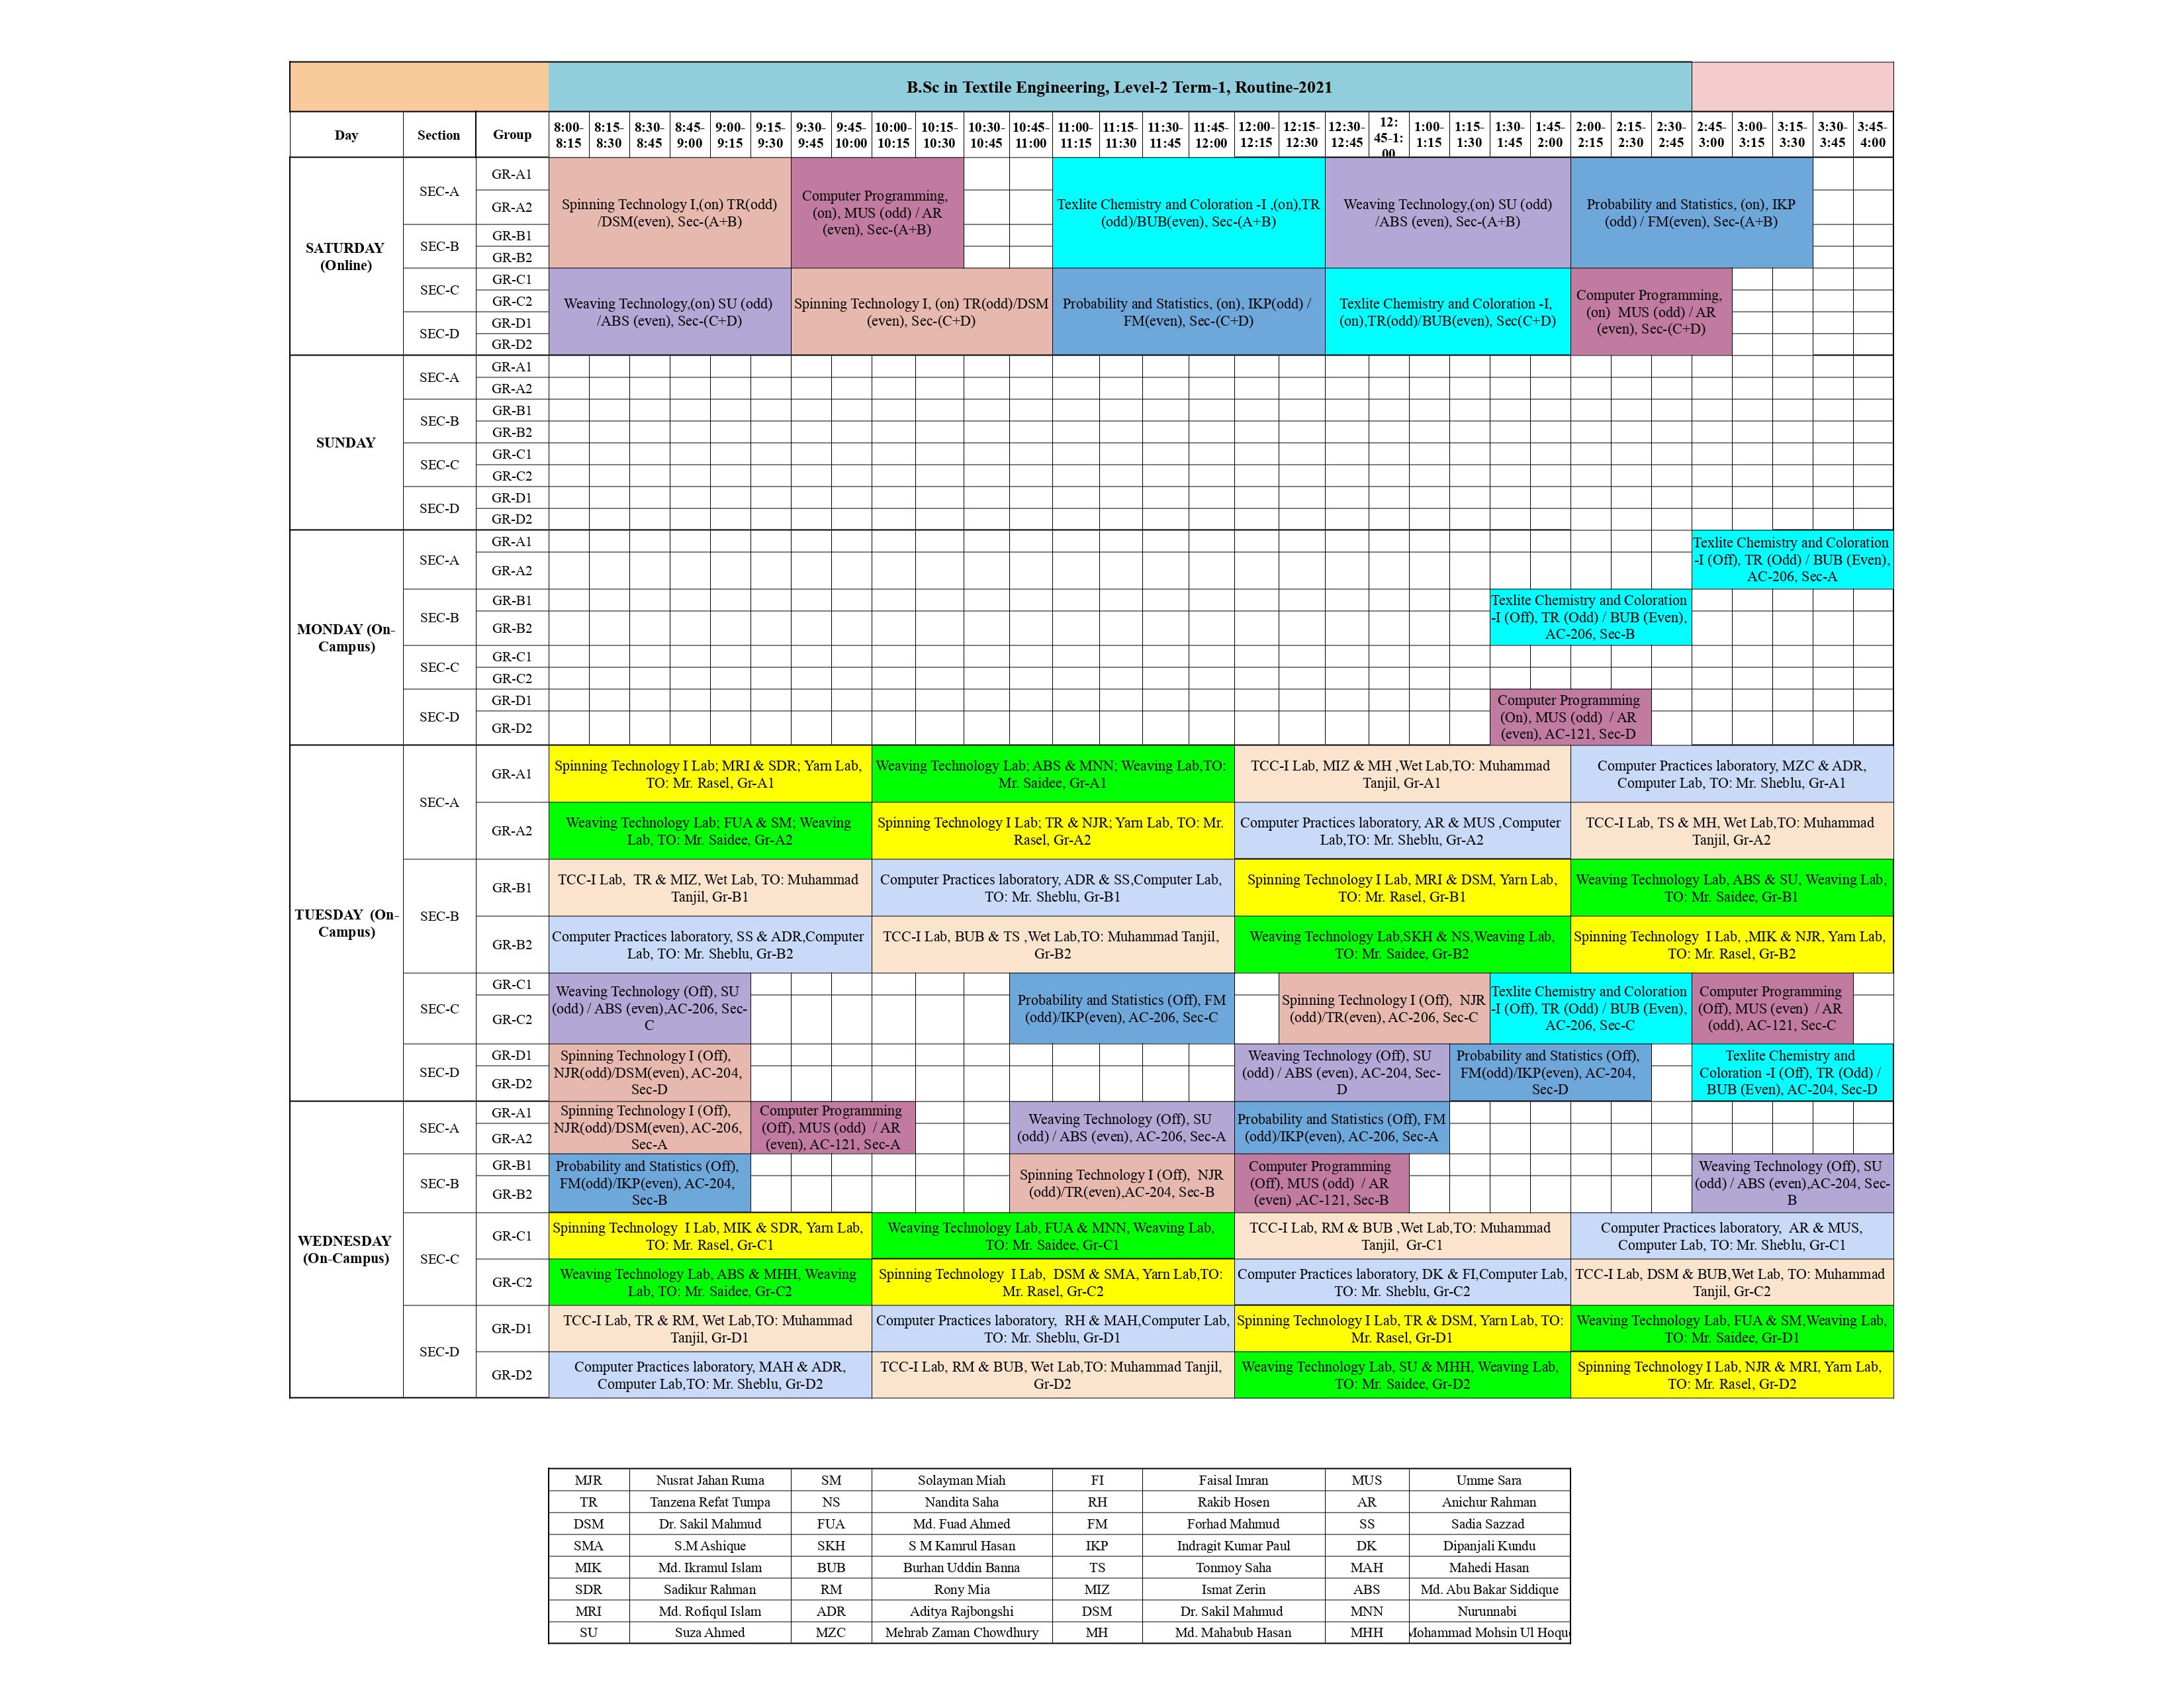 B.Sc in Textile Engineering, Level-2 Term-1, Routine-2021
Day Section Group 8:00-8:15 8:15-8:30 8:30-8:45 8:45-9:00 9:00-9:15 9:15-9:30 9:30-9:45 9:45-10:00 10:00-10:15 10:15-10:30 10:30-10:45 10:45-11:00 11:00-11:15 11:15-11:30 11:30-11:45 11:45-12:00 12:00-12:15 12:15-12:30 12:30-12:45 12:45-1:00 1:00-1:15 1:15-1:30 1:30-1:45 1:45-2:00 2:00-2:15 2:15-2:30 2:30-2:45 2:45-3:00 3:00-3:15 3:15-3:30 3:30-3:45 3:45-4:00
SATURDAY
(Online)
SEC-A
GR-A1
GR-A2
SEC-B
GR-B1
GR-B2
Spinning Technology I,(on) TR(odd)
/DSM(even), Sec-(A+B)
Computer Programming,
(on), MUS (odd) / AR
(even), Sec-(A+B)
Texlite Chemistry and Coloration -I ,(on),TR
(odd)/BUB(even), Sec-(A+B)
Weaving Technology,(on) SU (odd)
/ABS (even), Sec-(A+B)
Probability and Statistics, (on), IKP
(odd) / FM(even), Sec-(A+B)
SEC-C
GR-C1
GR-C2
SEC-D
GR-D1
GR-D2
Weaving Technology,(on) SU (odd)
/ABS (even), Sec-(C+D)
Spinning Technology I, (on) TR(odd)/DSM
(even), Sec-(C+D)
Probability and Statistics, (on), IKP(odd) /
FM(even), Sec-(C+D)
Texlite Chemistry and Coloration -I,
(on),TR(odd)/BUB(even), Sec(C+D)
Computer Programming,
(on) MUS (odd) / AR
(even), Sec-(C+D)
SUNDAY
SEC-A
GR-A1
GR-A2
SEC-B
GR-B1
GR-B2
SEC-C
GR-C1
GR-C2
SEC-D
GR-D1
GR-D2
MONDAY (On-
Campus)
SEC-A
GR-A1
GR-A2
Texlite Chemistry and Coloration
-I (Off), TR (Odd) / BUB (Even),
AC-206, Sec-A
SEC-B
GR-B1
GR-B2
Texlite Chemistry and Coloration
-I (Off), TR (Odd) / BUB (Even),
AC-206, Sec-B
SEC-C
GR-C1
GR-C2
SEC-D
GR-D1
GR-D2
Computer Programming
(On), MUS (odd) / AR
(even), AC-121, Sec-D
TUESDAY (On-
Campus)
SEC-A
GR-A1
Spinning Technology I Lab; MRI & SDR; Yarn Lab,
TO: Mr. Rasel, Gr-A1
Weaving Technology Lab; ABS & MNN; Weaving Lab,TO:
Mr. Saidee, Gr-A1
TCC-I Lab, MIZ & MH ,Wet Lab,TO: Muhammad
Tanjil, Gr-A1
Computer Practices laboratory, MZC & ADR,
Computer Lab, TO: Mr. Sheblu, Gr-A1
GR-A2
Weaving Technology Lab; FUA & SM; Weaving
Lab, TO: Mr. Saidee, Gr-A2
Spinning Technology I Lab; TR & NJR; Yarn Lab, TO: Mr.
Rasel, Gr-A2
Computer Practices laboratory, AR & MUS ,Computer
Lab,TO: Mr. Sheblu, Gr-A2
TCC-I Lab, TS & MH, Wet Lab,TO: Muhammad
Tanjil, Gr-A2
SEC-B
GR-B1
TCC-I Lab, TR & MIZ, Wet Lab, TO: Muhammad
Tanjil, Gr-B1
Computer Practices laboratory, ADR & SS,Computer Lab,
TO: Mr. Sheblu, Gr-B1
Spinning Technology I Lab, MRI & DSM, Yarn Lab,
TO: Mr. Rasel, Gr-B1
Weaving Technology Lab, ABS & SU, Weaving Lab,
TO: Mr. Saidee, Gr-B1
GR-B2
Computer Practices laboratory, SS & ADR,Computer
Lab, TO: Mr. Sheblu, Gr-B2
TCC-I Lab, BUB & TS ,Wet Lab,TO: Muhammad Tanjil,
Gr-B2
Weaving Technology Lab,SKH & NS,Weaving Lab,
TO: Mr. Saidee, Gr-B2
Spinning Technology I Lab, ,MIK & NJR, Yarn Lab,
TO: Mr. Rasel, Gr-B2
SEC-C
GR-C1
GR-C2
Weaving Technology (Off), SU
(odd) / ABS (even),AC-206, Sec-
C
Probability and Statistics (Off), FM
(odd)/IKP(even), AC-206, Sec-C
Spinning Technology I (Off), NJR
(odd)/TR(even), AC-206, Sec-C
Texlite Chemistry and Coloration
-I (Off), TR (Odd) / BUB (Even),
AC-206, Sec-C
Computer Programming
(Off), MUS (even) / AR
(odd), AC-121, Sec-C
SEC-D
GR-D1
GR-D2
Spinning Technology I (Off),
NJR(odd)/DSM(even), AC-204,
Sec-D
Weaving Technology (Off), SU
(odd) / ABS (even), AC-204, Sec-
D
Probability and Statistics (Off),
FM(odd)/IKP(even), AC-204,
Sec-D
Texlite Chemistry and
Coloration -I (Off), TR (Odd) /
BUB (Even), AC-204, Sec-D
WEDNESDAY
(On-Campus)
SEC-A
GR-A1
GR-A2
Spinning Technology I (Off),
NJR(odd)/DSM(even), AC-206,
Sec-A
Computer Programming
(Off), MUS (odd) / AR
(even), AC-121, Sec-A
Weaving Technology (Off), SU
(odd) / ABS (even), AC-206, Sec-A
Probability and Statistics (Off), FM
(odd)/IKP(even), AC-206, Sec-A
SEC-B
GR-B1
GR-B2
Probability and Statistics (Off),
FM(odd)/IKP(even), AC-204,
Sec-B
Spinning Technology I (Off), NJR
(odd)/TR(even),AC-204, Sec-B
Computer Programming
(Off), MUS (odd) / AR
(even) ,AC-121, Sec-B
Weaving Technology (Off), SU
(odd) / ABS (even),AC-204, Sec-
B
SEC-C
GR-C1
Spinning Technology I Lab, MIK & SDR, Yarn Lab,
TO: Mr. Rasel, Gr-C1
Weaving Technology Lab, FUA & MNN, Weaving Lab,
TO: Mr. Saidee, Gr-C1
TCC-I Lab, RM & BUB ,Wet Lab,TO: Muhammad
Tanjil, Gr-C1
Computer Practices laboratory, AR & MUS,
Computer Lab, TO: Mr. Sheblu, Gr-C1
GR-C2
Weaving Technology Lab, ABS & MHH, Weaving
Lab, TO: Mr. Saidee, Gr-C2
Spinning Technology I Lab, DSM & SMA, Yarn Lab,TO:
Mr. Rasel, Gr-C2
Computer Practices laboratory, DK & FI,Computer Lab,
TO: Mr. Sheblu, Gr-C2
TCC-I Lab, DSM & BUB,Wet Lab, TO: Muhammad
Tanjil, Gr-C2
SEC-D
GR-D1
TCC-I Lab, TR & RM, Wet Lab,TO: Muhammad
Tanjil, Gr-D1
Computer Practices laboratory, RH & MAH,Computer Lab,
TO: Mr. Sheblu, Gr-D1
Spinning Technology I Lab, TR & DSM, Yarn Lab, TO:
Mr. Rasel, Gr-D1
Weaving Technology Lab, FUA & SM,Weaving Lab,
TO: Mr. Saidee, Gr-D1
GR-D2
Computer Practices laboratory, MAH & ADR,
Computer Lab,TO: Mr. Sheblu, Gr-D2
TCC-I Lab, RM & BUB, Wet Lab,TO: Muhammad Tanjil,
Gr-D2
Weaving Technology Lab, SU & MHH, Weaving Lab,
TO: Mr. Saidee, Gr-D2
Spinning Technology I Lab, NJR & MRI, Yarn Lab,
TO: Mr. Rasel, Gr-D2
MJR Nusrat Jahan Ruma SM Solayman Miah FI Faisal Imran MUS Umme Sara
TR Tanzena Refat Tumpa NS Nandita Saha RH Rakib Hosen AR Anichur Rahman
DSM Dr. Sakil Mahmud FUA Md. Fuad Ahmed FM Forhad Mahmud SS Sadia Sazzad
SMA S.M Ashique SKH S M Kamrul Hasan IKP Indragit Kumar Paul DK Dipanjali Kundu
MIK Md. Ikramul Islam BUB Burhan Uddin Banna TS Tonmoy Saha MAH Mahedi Hasan
SDR Sadikur Rahman RM Rony Mia MIZ Ismat Zerin ABS Md. Abu Bakar Siddique
MRI Md. Rofiqul Islam ADR Aditya Rajbongshi DSM Dr. Sakil Mahmud MNN Nurunnabi
SU Suza Ahmed MZC Mehrab Zaman Chowdhury MH Md. Mahabub Hasan MHH Mohammad Mohsin Ul Hoque